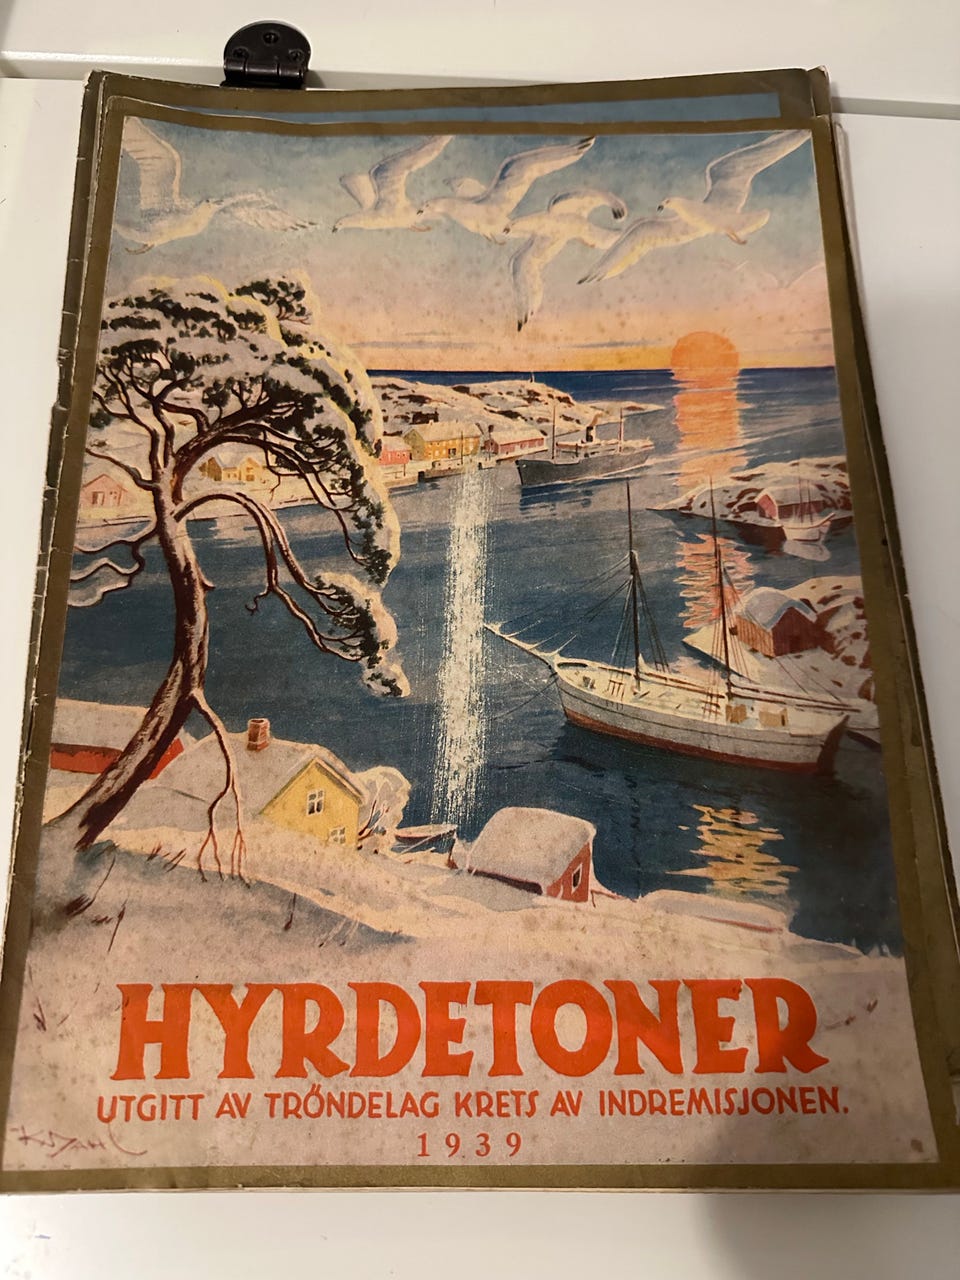 HYRDETONER
UTGITT AV TRÖNDELAG KRETS AV INDREMISJONEN.
1939